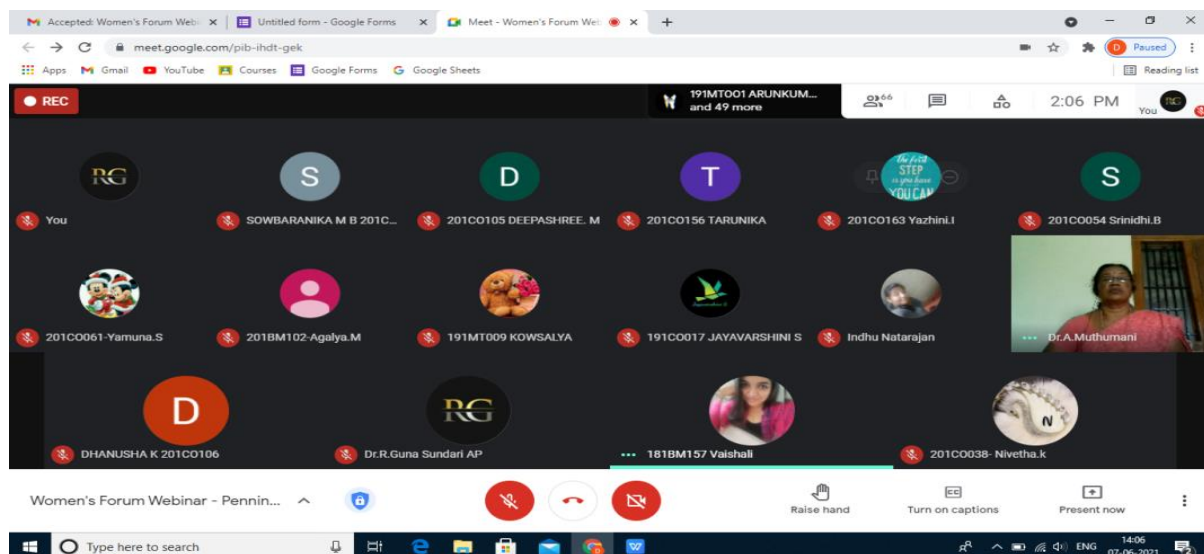 Accepted: Women's Forum Webi
Untitled form - Google Forms
Meet - Women's Forum Web
meet.google.com/pib-ihdt-gek
D Paused
Apps Gmail YouTube Courses Google Forms Google Sheets Reading list
REC
191MT001 ARUNKUM...
and 49 more
66
2:06 PM
You
RG
RG S D T The first STEP is you have YOU CAN S
You SOWBARANIKA M B 201C... 201CO105 DEEPASHREE. M 201CO156 TARUNIKA 201CO163 Yazhini.I 201CO054 Srinidhi.B
201CO061-Yamuna.S 201BM102-Agalya.M 191MT009 KOWSALYA 191CO017 JAYAVARSHINI S Indhu Natarajan Dr.A.Muthumani
D RG N
DHANUSHA K 201CO106 Dr.R.Guna Sundari AP 181BM157 Vaishali 201CO038- Nivetha.k
Women's Forum Webinar - Pennin...
Raise hand
CC
Turn on captions
Present now
Type here to search
ENG
14:06
07-06-2021